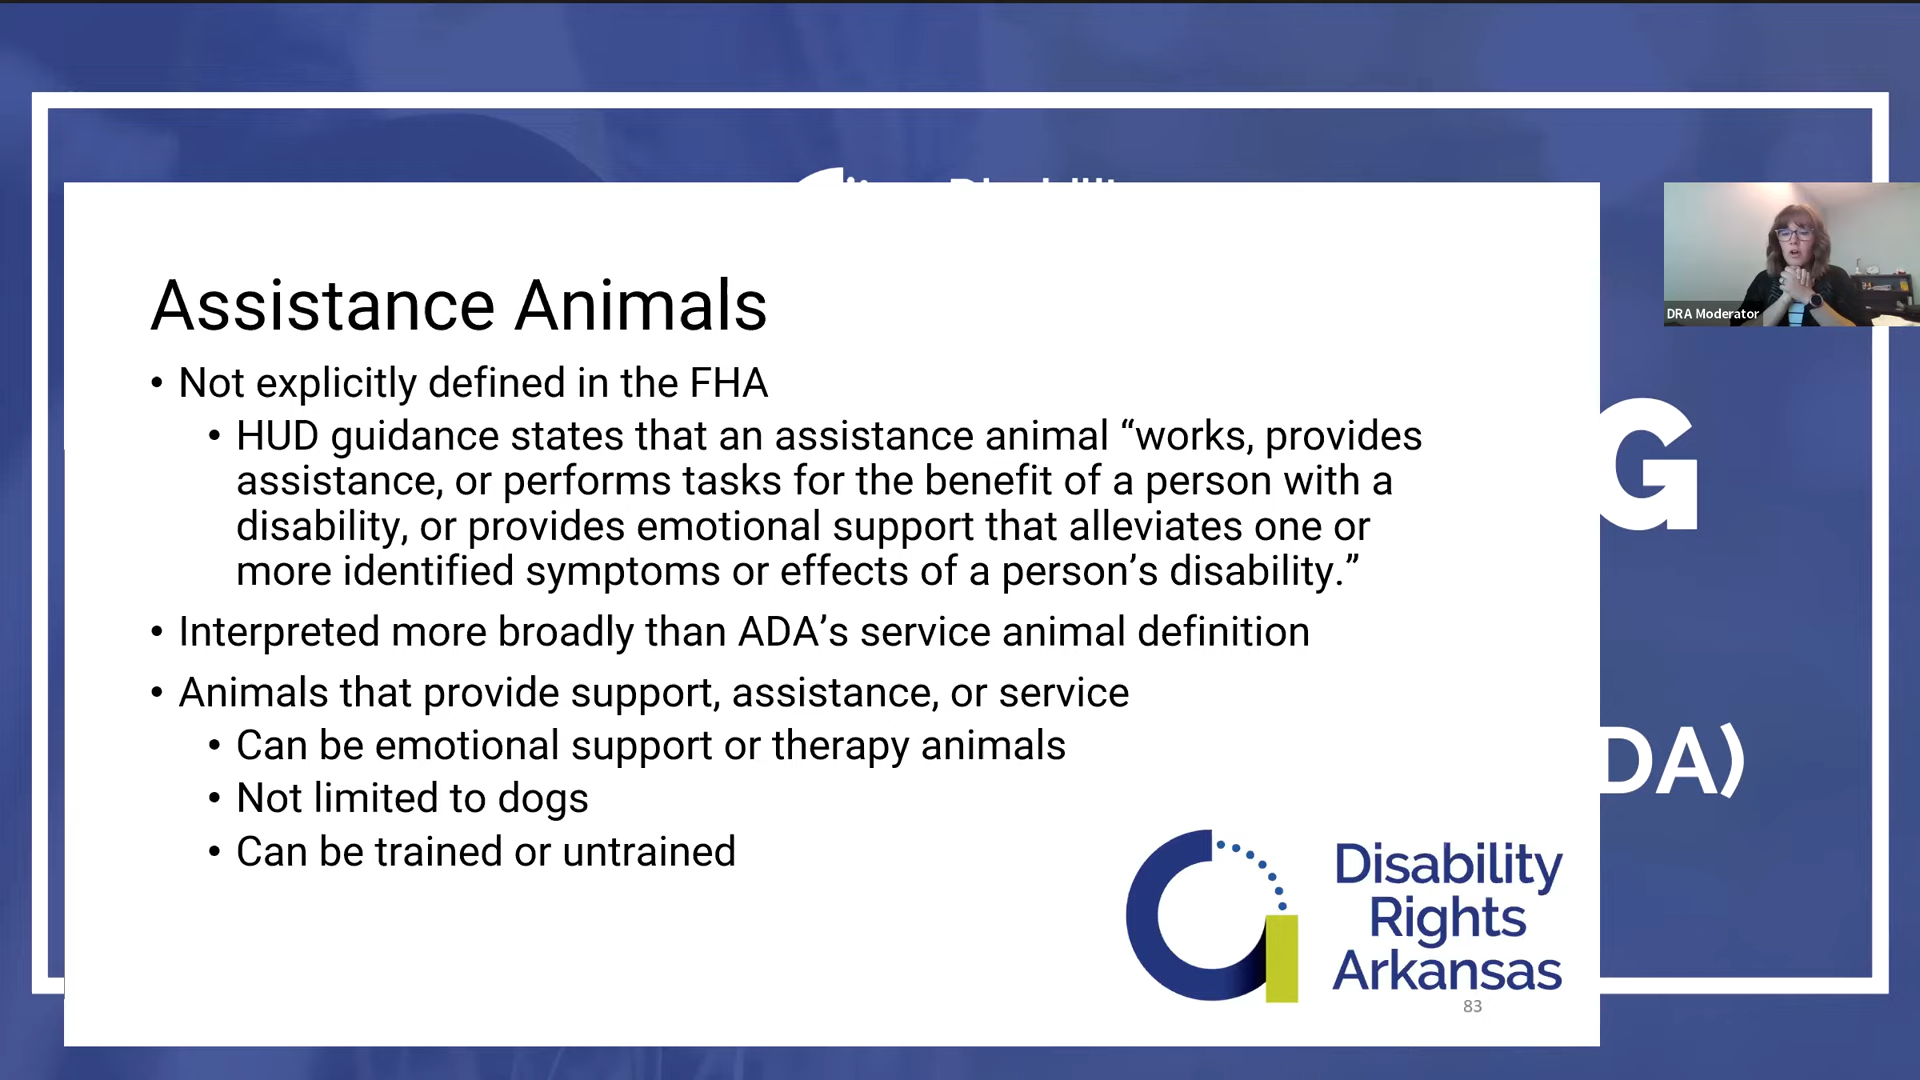 Assistance Animals
• Not explicitly defined in the FHA
• HUD guidance states that an assistance animal “works, provides
assistance, or performs tasks for the benefit of a person with a
disability, or provides emotional support that alleviates one or
more identified symptoms or effects of a person’s disability.”
• Interpreted more broadly than ADA’s service animal definition
• Animals that provide support, assistance, or service
• Can be emotional support or therapy animals
• Not limited to dogs
• Can be trained or untrained
Disability
Rights
Arkansas
83
DRA Moderator
G
DA)